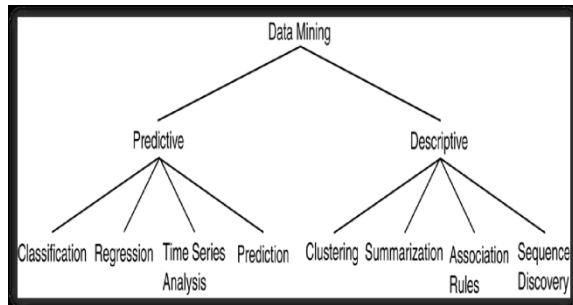 Data Mining
Predictive
Descriptive
Classification
Regression
Time Series
Analysis
Prediction
Clustering
Summarization
Association
Rules
Sequence
Discovery